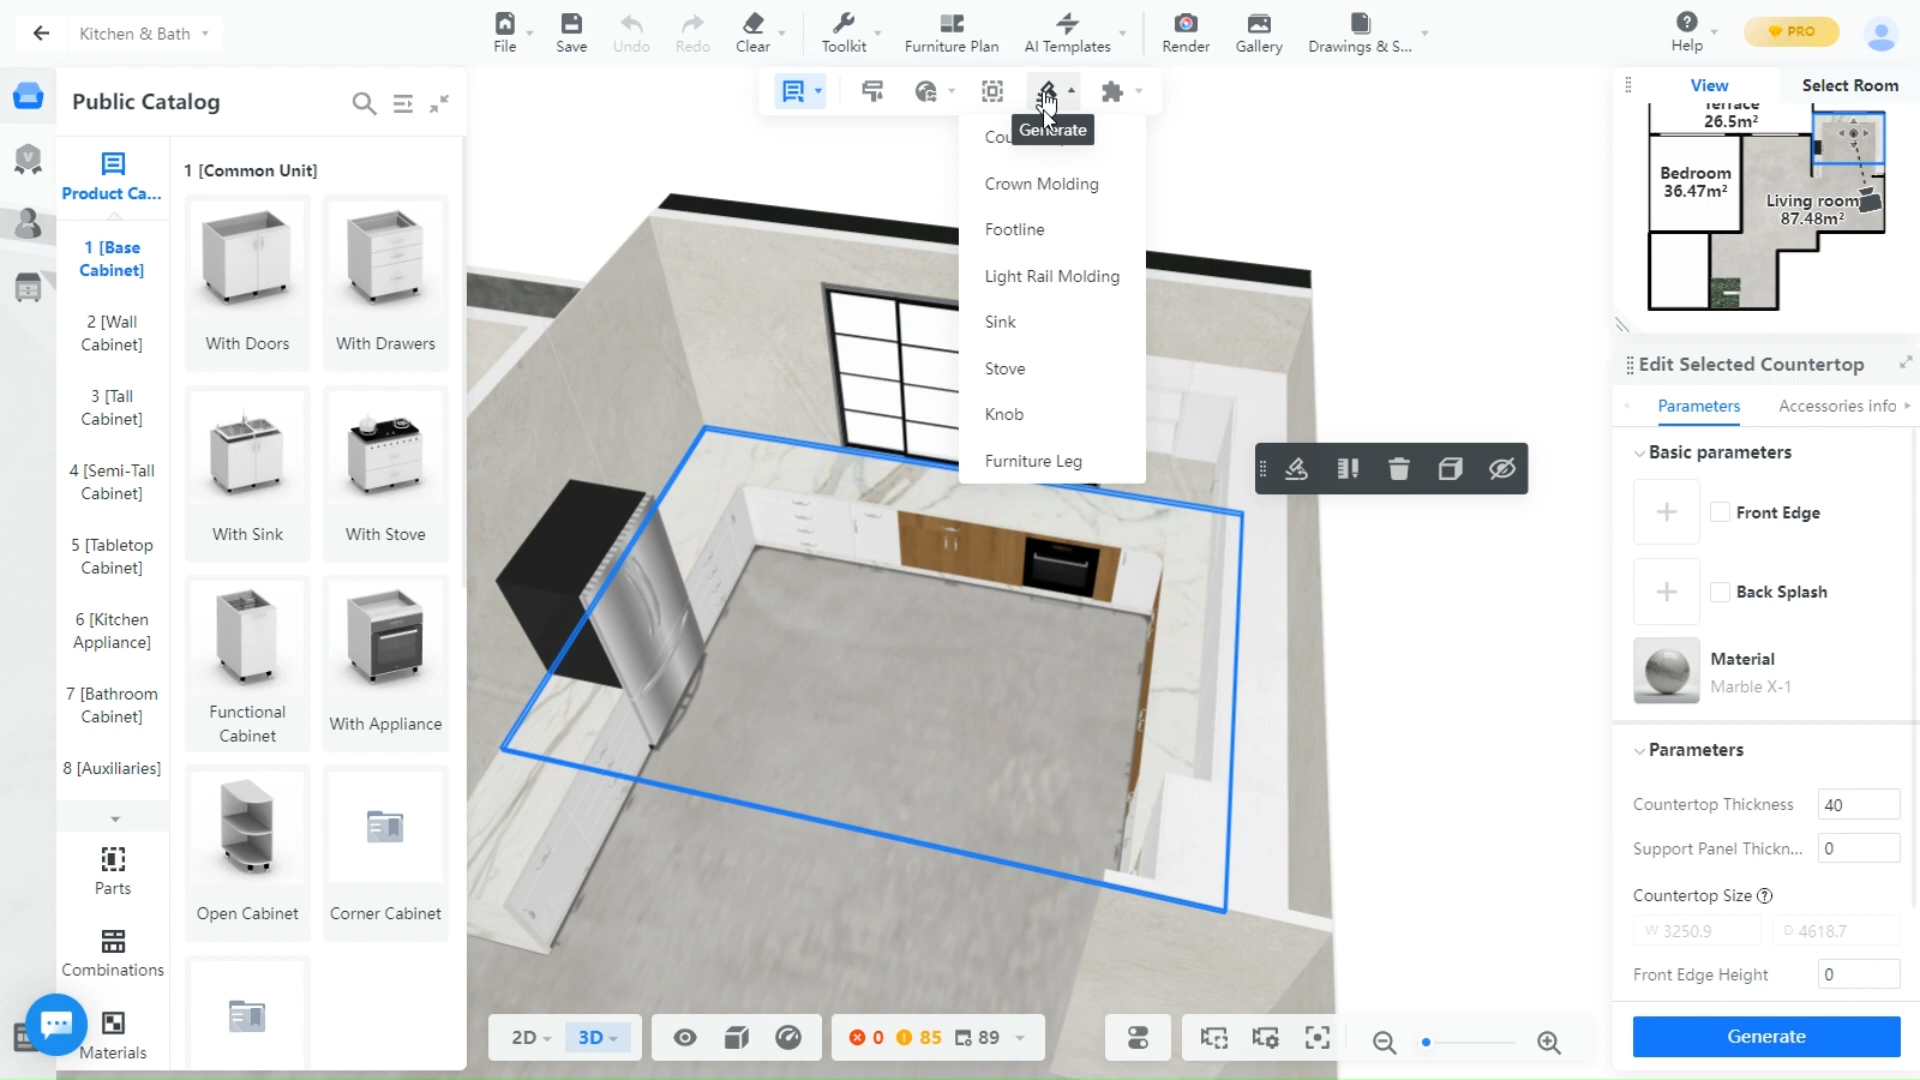 Kitchen & Bath
File
Save
Undo
Redo
Clear
Toolkit
Furniture Plan
AI Templates
Render
Gallery
Drawings & S...
Help
PRO
Public Catalog
Product Ca...
1 [Base
Cabinet]
2 [Wall
Cabinet]
3 [Tall
Cabinet]
4 [Semi-Tall
Cabinet]
5 [Tabletop
Cabinet]
6 [Kitchen
Appliance]
7 [Bathroom
Cabinet]
8 [Auxiliaries]
Parts
Combinations
Materials
1 [Common Unit]
With Doors
With Drawers
With Sink
With Stove
Functional
Cabinet
With Appliance
Open Cabinet
Corner Cabinet
Generate
Crown Molding
Footline
Light Rail Molding
Sink
Stove
Knob
Furniture Leg
View
Select Room
Terrace
26.5m²
Bedroom
36.47m²
Living room
87.48m²
Edit Selected Countertop
Parameters
Accessories info
Basic parameters
Front Edge
Back Splash
Material
Marble X-1
Parameters
Countertop Thickness
40
Support Panel Thickn...
0
Countertop Size
W 3250.9
D 4618.7
Front Edge Height
0
Generate
2D
3D
0
85
89